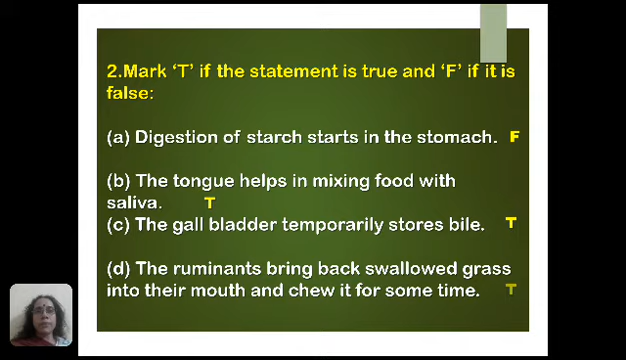 2.Mark ‘T’ if the statement is true and ‘F’ if it is
false:
(a) Digestion of starch starts in the stomach. F
(b) The tongue helps in mixing food with
saliva. T
(c) The gall bladder temporarily stores bile. T
(d) The ruminants bring back swallowed grass
into their mouth and chew it for some time. T